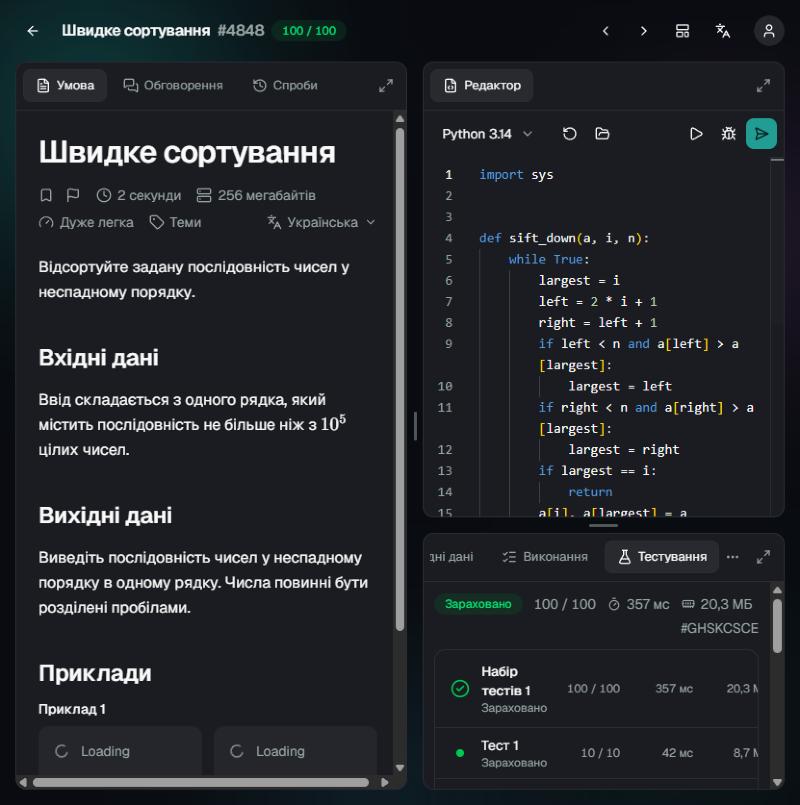 Швидке сортування #4848 100 / 100
Умова Обговорення Спроби
Швидке сортування
2 секунди 256 мегабайтів
Дуже легка Теми Українська
Відсортуйте задану послідовність чисел у
неспадному порядку.
Вхідні дані
Ввід складається з одного рядка, який
містить послідовність не більше ніж з 10⁵
цілих чисел.
Вихідні дані
Виведіть послідовність чисел у неспадному
порядку в одному рядку. Числа повинні бути
розділені пробілами.
Приклади
Приклад 1
Loading Loading
Редактор
Python 3.14
1 import sys
2
3
4 def sift_down(a, i, n):
5 while True:
6 largest = i
7 left = 2 * i + 1
8 right = left + 1
9 if left < n and a[left] > a
[largest]:
10 largest = left
11 if right < n and a[right] > a
[largest]:
12 largest = right
13 if largest == i:
14 return
15 a[i], a[largest] = a
дні дані Виконання Тестування
Зараховано 100 / 100 357 мс 20,3 МБ
#GHSKCSCE
Набір
тестів 1 100 / 100 357 мс 20,3
Зараховано
Тест 1 10 / 10 42 мс 8,7
Зараховано